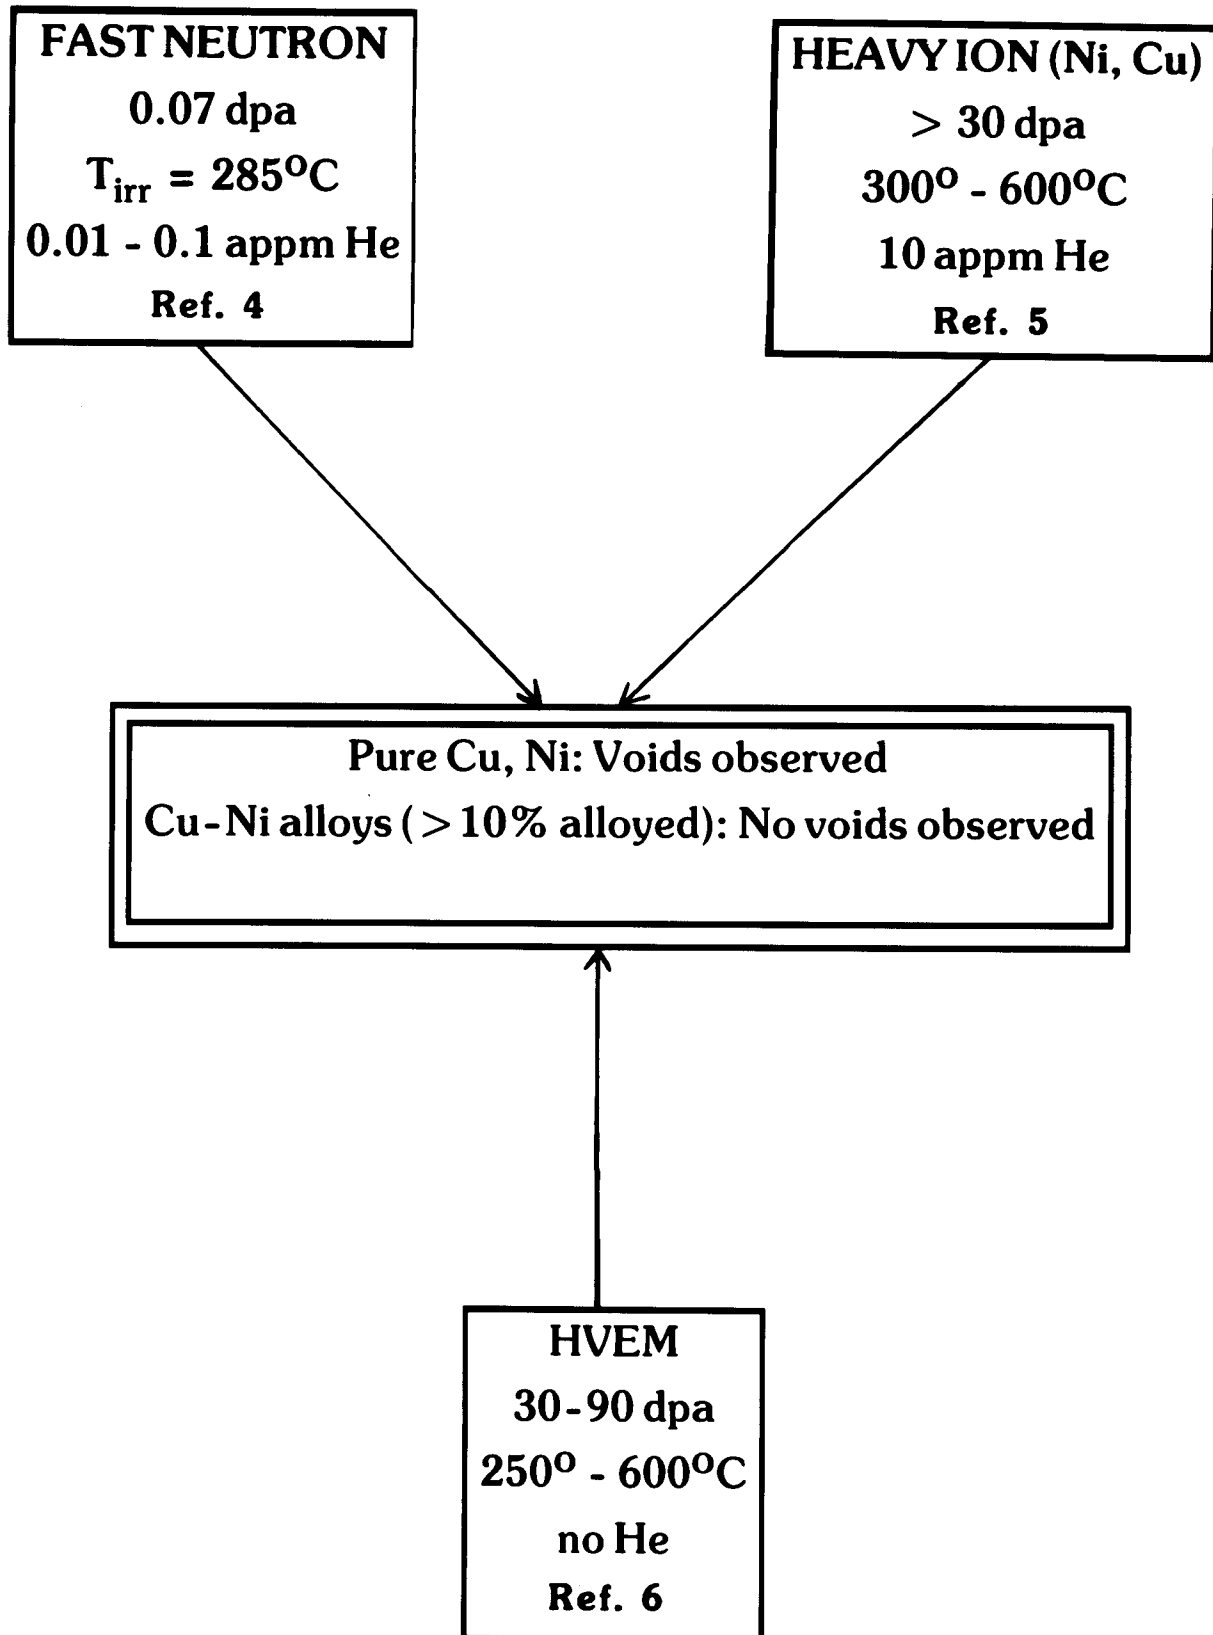 FAST NEUTRON
0.07 dpa
T_irr = 285°C
0.01 - 0.1 appm He
Ref. 4
HEAVY ION (Ni, Cu)
> 30 dpa
300° - 600°C
10 appm He
Ref. 5
Pure Cu, Ni: Voids observed
Cu-Ni alloys (> 10% alloyed): No voids observed
HVEM
30-90 dpa
250° - 600°C
no He
Ref. 6